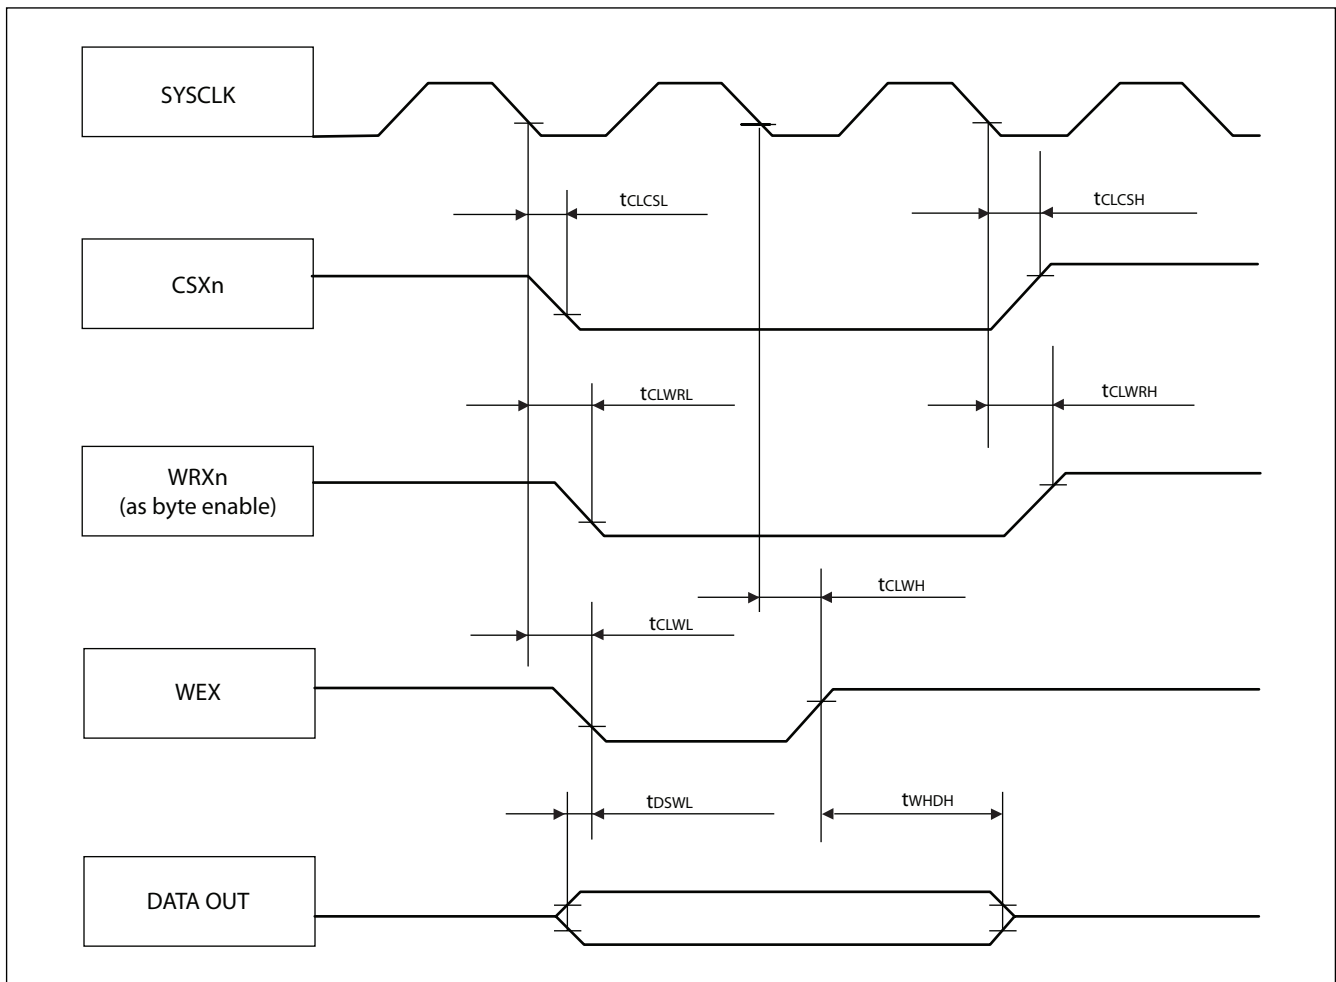 SYSCLK
tCLCSL
tCLCSH
CSXn
tCLWRL
tCLWRH
WRXn
(as byte enable)
tCLWH
tCLWL
WEX
tDSWL
tWHDH
DATA OUT